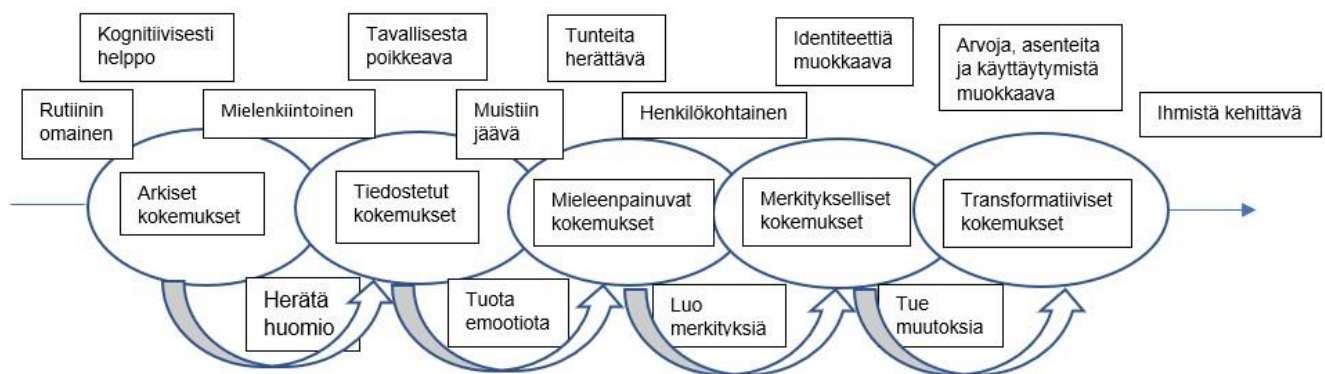 Kognitiivisesti
helppo
Tavallisesta
poikkeava
Tunteita
herättävä
Identiteettiä
muokkaava
Arvoja, asenteita
ja käyttäytymistä
muokkaava
Rutiinin
omainen
Mielenkiintoinen
Muistiin
jäävä
Henkilökohtainen
Ihmistä kehittävä
Arkiset
kokemukset
Tiedostetut
kokemukset
Mieleenpainuvat
kokemukset
Merkitykselliset
kokemukset
Transformatiiviset
kokemukset
Herätä
huomio
Tuota
emootiota
Luo
merkityksiä
Tue
muutoksia